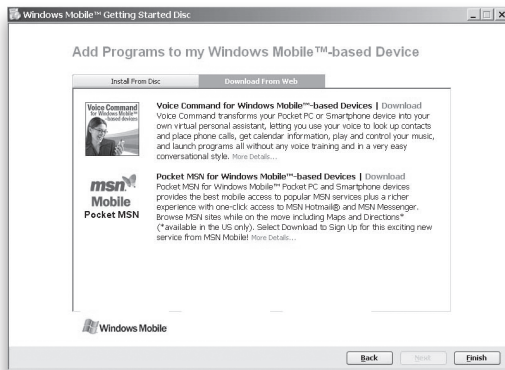 Windows Mobile™ Getting Started Disc
Add Programs to my Windows Mobile™-based Device
Install From Disc
Download From Web
Voice Command
for Windows Mobile™
-based devices
Voice Command for Windows Mobile™-based Devices | Download
Voice Command transforms your Pocket PC or Smartphone device into your
own virtual personal assistant, letting you use your voice to look up contacts
and place phone calls, get calendar information, play and control your music,
and launch programs all without any voice training and in a very easy
conversational style. More Details...
msn
Mobile
Pocket MSN
Pocket MSN for Windows Mobile™-based Devices | Download
Pocket MSN for Windows Mobile™ Pocket PC and Smartphone devices
provides the best mobile access to popular MSN services plus a richer
experience with one-click access to MSN Hotmail® and MSN Messenger.
Browse MSN sites while on the move including Maps and Directions*
(*available in the US only). Select Download to Sign Up for this exciting new
service from MSN Mobile! More Details...
Windows Mobile
Back
Next
Finish